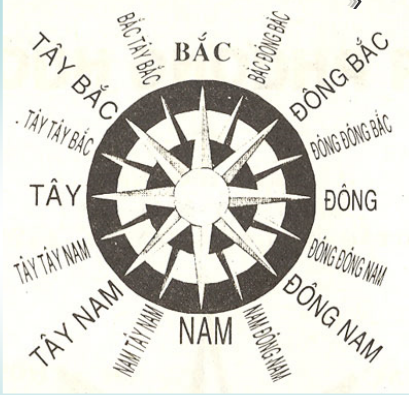 BẮC TÂY BẮC
BẮC
BẮC ĐÔNG BẮC
TÂY BẮC
ĐÔNG BẮC
TÂY TÂY BẮC
ĐÔNG ĐÔNG BẮC
TÂY
ĐÔNG
TÂY TÂY NAM
ĐÔNG ĐÔNG NAM
TÂY NAM
ĐÔNG NAM
NAM TÂY NAM
NAM
NAM ĐÔNG NAM